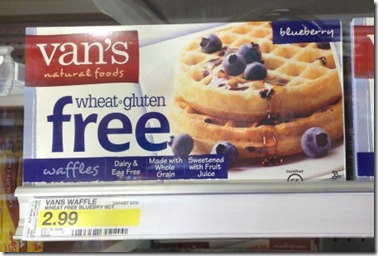 van's
natural foods
blueberry
wheat·gluten
free
waffles
Dairy & Egg Free
Made with Whole Grain
Sweetened with Fruit Juice
VANS WAFFLE
WHEAT FREE BLUEBRY 6CT
2.99